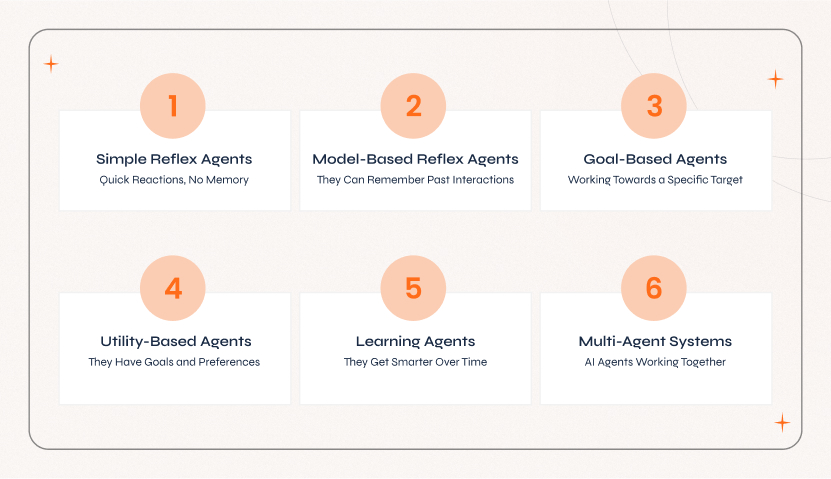 1
Simple Reflex Agents
Quick Reactions, No Memory
2
Model-Based Reflex Agents
They Can Remember Past Interactions
3
Goal-Based Agents
Working Towards a Specific Target
4
Utility-Based Agents
They Have Goals and Preferences
5
Learning Agents
They Get Smarter Over Time
6
Multi-Agent Systems
AI Agents Working Together